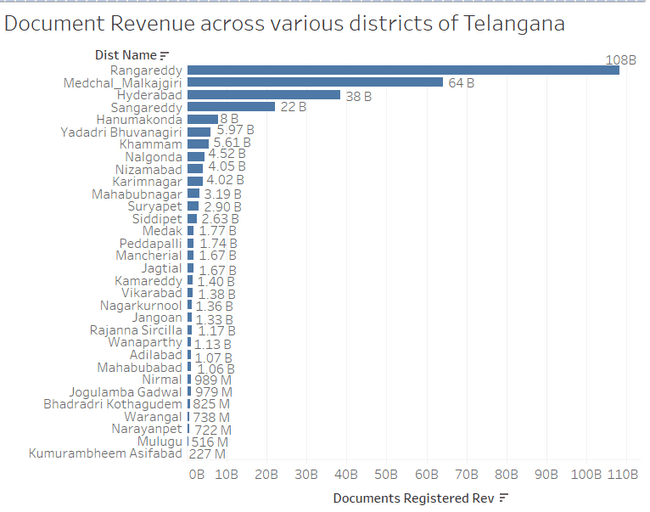 Document Revenue across various districts of Telangana
Dist Name
Rangareddy 108B
Medchal_Malkajgiri 64 B
Hyderabad 38 B
Sangareddy 22 B
Hanumakonda 8 B
Yadadri Bhuvanagiri 5.97 B
Khammam 5.61 B
Nalgonda 4.52 B
Nizamabad 4.05 B
Karimnagar 4.02 B
Mahabubnagar 3.19 B
Suryapet 2.90 B
Siddipet 2.63 B
Medak 1.77 B
Peddapalli 1.74 B
Mancherial 1.67 B
Jagtial 1.67 B
Kamareddy 1.40 B
Vikarabad 1.38 B
Nagarkurnool 1.36 B
Jangoan 1.33 B
Rajanna Sircilla 1.17 B
Wanaparthy 1.13 B
Adilabad 1.07 B
Mahabubabad 1.06 B
Nirmal 989 M
Jogulamba Gadwal 979 M
Bhadradri Kothagudem 825 M
Warangal 738 M
Narayanpet 722 M
Mulugu 516 M
Kumurambheem Asifabad 227 M
0B 10B 20B 30B 40B 50B 60B 70B 80B 90B 100B 110B
Documents Registered Rev